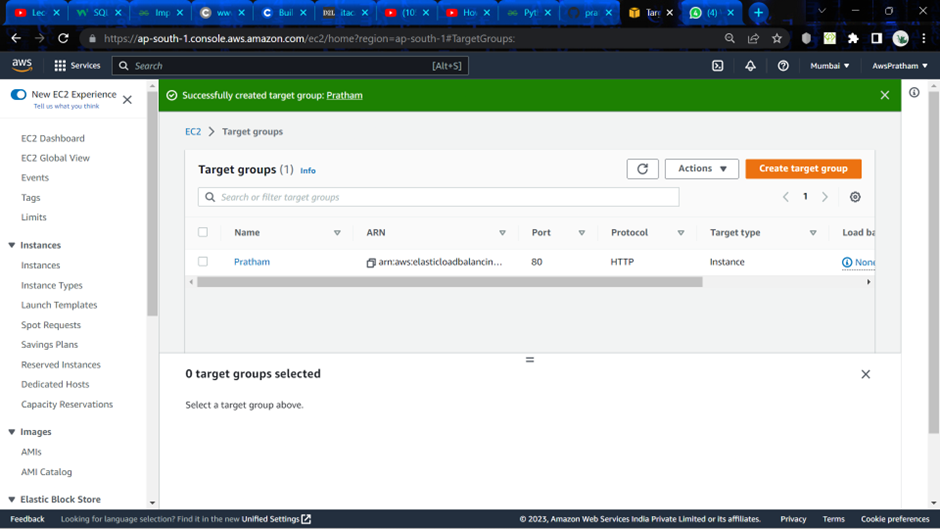 Lec
SQl
Imp
www
Buil
DXL itac
(10
Hov
Pytl
pra
Targ
(4)
https://ap-south-1.console.aws.amazon.com/ec2/home?region=ap-south-1#TargetGroups:
aws
Services
Search
[Alt+S]
Mumbai
AwsPratham
New EC2 Experience
Tell us what you think
EC2 Dashboard
EC2 Global View
Events
Tags
Limits
Instances
Instances
Instance Types
Launch Templates
Spot Requests
Savings Plans
Reserved Instances
Dedicated Hosts
Capacity Reservations
Images
AMIs
AMI Catalog
Elastic Block Store
Successfully created target group: Pratham
EC2 > Target groups
Target groups (1) Info
Actions
Create target group
Search or filter target groups
1
Name ARN Port Protocol Target type Load ba
Pratham arn:aws:elasticloadbalancin... 80 HTTP Instance None
0 target groups selected
Select a target group above.
Feedback Looking for language selection? Find it in the new Unified Settings © 2023, Amazon Web Services India Private Limited or its affiliates. Privacy Terms Cookie preferences